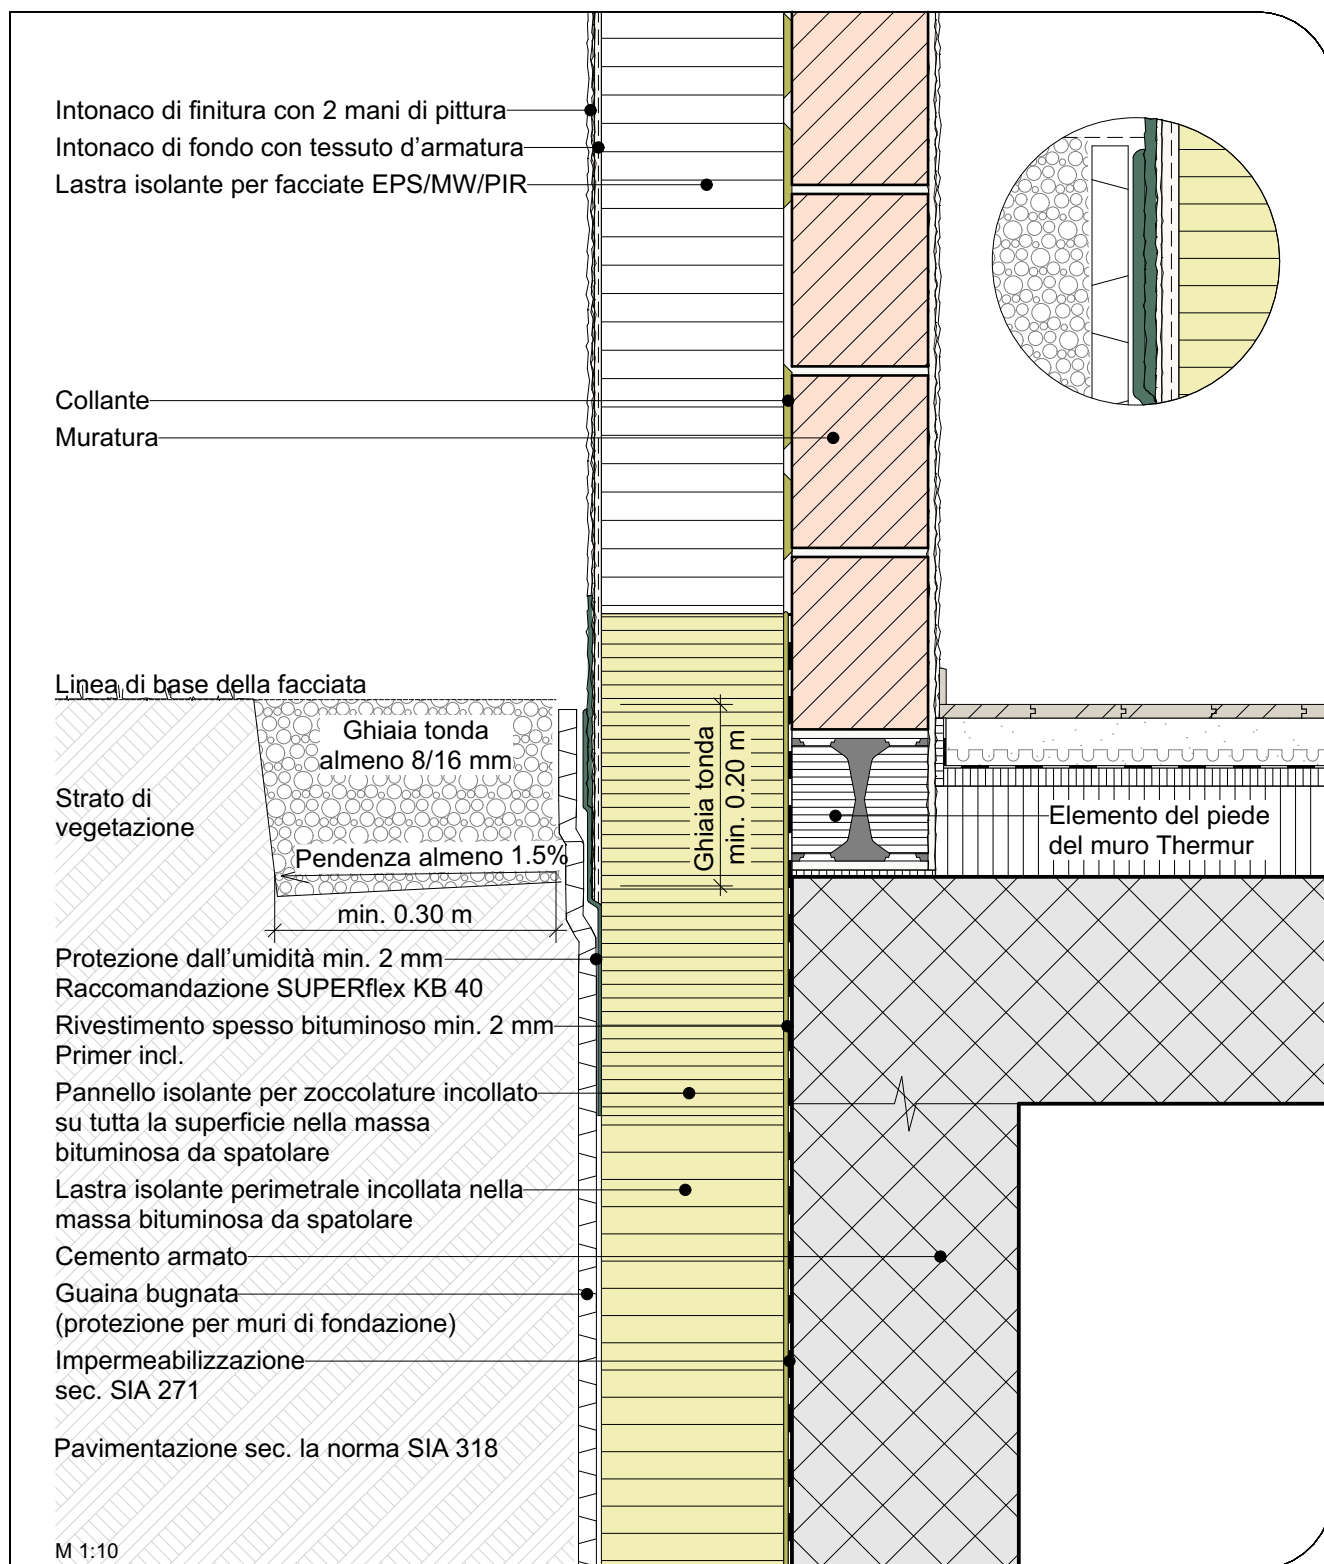 Intonaco di finitura con 2 mani di pittura
Intonaco di fondo con tessuto d'armatura
Lastra isolante per facciate EPS/MW/PIR
Collante
Muratura
Linea di base della facciata
Ghiaia tonda
almeno 8/16 mm
Ghiaia tonda
min. 0.20 m
Strato di
vegetazione
Elemento del piede
del muro Thermur
Pendenza almeno 1.5%
min. 0.30 m
Protezione dall'umidità min. 2 mm
Raccomandazione SUPERflex KB 40
Rivestimento spesso bituminoso min. 2 mm
Primer incl.
Pannello isolante per zoccolature incollato
su tutta la superficie nella massa
bituminosa da spatolare
Lastra isolante perimetrale incollata nella
massa bituminosa da spatolare
Cemento armato
Guaina bugnata
(protezione per muri di fondazione)
Impermeabilizzazione
sec. SIA 271
Pavimentazione sec. la norma SIA 318
M 1:10